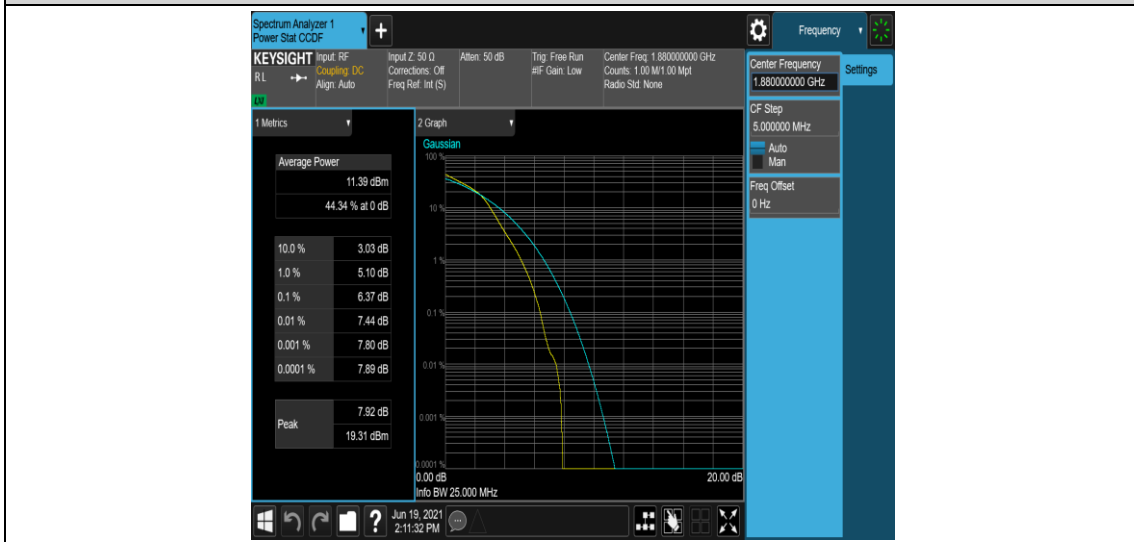 Spectrum Analyzer 1
Power Stat CCDF
+
Frequency
KEYSIGHT
RL
LXI
Input: RF
Coupling: DC
Align: Auto
Input Z: 50 Ω
Corrections: Off
Freq Ref: Int (S)
Atten: 50 dB
Trig: Free Run
#IF Gain: Low
Center Freq: 1.880000000 GHz
Counts: 1.00 M/1.00 Mpt
Radio Std: None
Center Frequency
1.880000000 GHz
Settings
CF Step
5.000000 MHz
Auto
Man
Freq Offset
0 Hz
1 Metrics
Average Power
11.39 dBm
44.34 % at 0 dB
10.0 % 3.03 dB
1.0 % 5.10 dB
0.1 % 6.37 dB
0.01 % 7.44 dB
0.001 % 7.80 dB
0.0001 % 7.89 dB
Peak
7.92 dB
19.31 dBm
2 Graph
Gaussian
100 %
10 %
1 %
0.1 %
0.01 %
0.001 %
0.0001 %
0.00 dB 20.00 dB
Info BW 25.000 MHz
?
Jun 19, 2021
2:11:32 PM